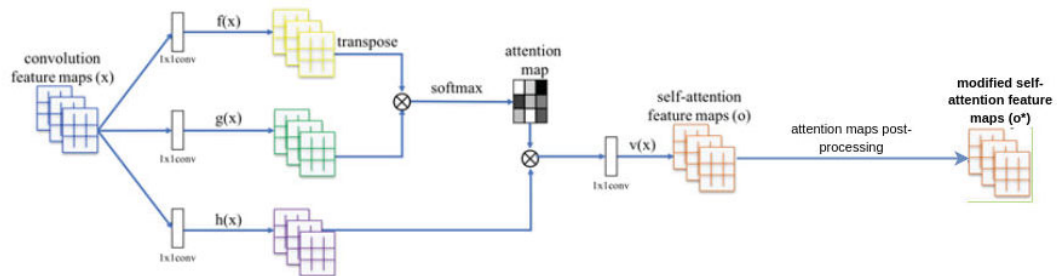 convolution
feature maps (x)
1x1conv
f(x)
transpose
1x1conv
g(x)
1x1conv
h(x)
softmax
attention
map
1x1conv
v(x)
self-attention
feature maps (o)
attention maps post-
processing
modified self-
attention feature
maps (o*)